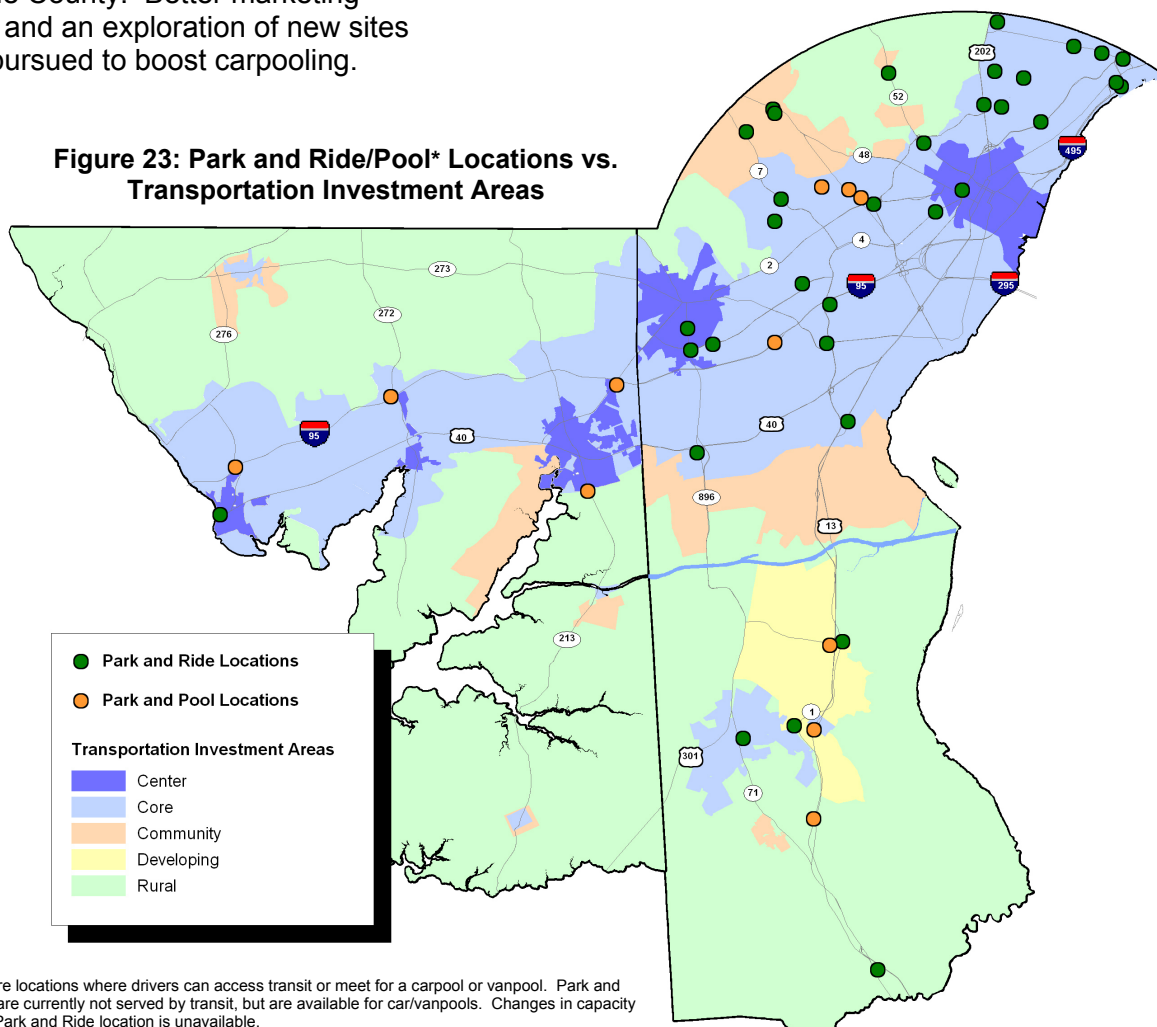 County. Better marketing
and an exploration of new sites
pursued to boost carpooling.
Figure 23: Park and Ride/Pool* Locations vs.
Transportation Investment Areas
202
52
495
48
7
4
2
273
95
295
276
272
95
40
40
896
13
213
1
301
71
Park and Ride Locations
Park and Pool Locations
Transportation Investment Areas
Center
Core
Community
Developing
Rural
re locations where drivers can access transit or meet for a carpool or vanpool. Park and
are currently not served by transit, but are available for car/vanpools. Changes in capacity
Park and Ride location is unavailable.